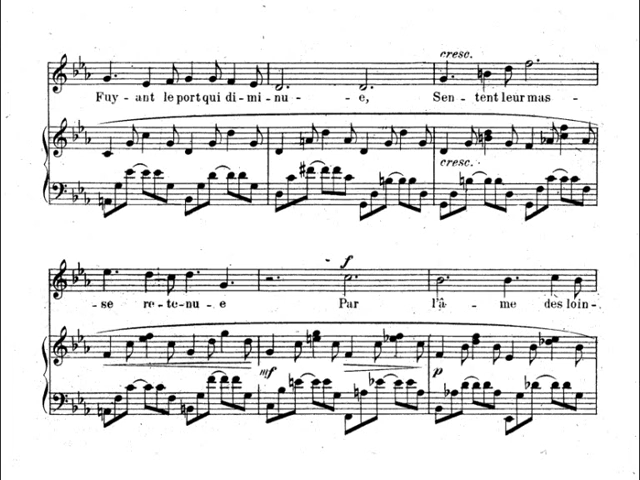 cresc.
Fuy-ant le port qui di-mi-nu--e, Sen-tent leur mas-
cresc.
f
-se re-te-nu-e Par l'â-me des loin-
mf p